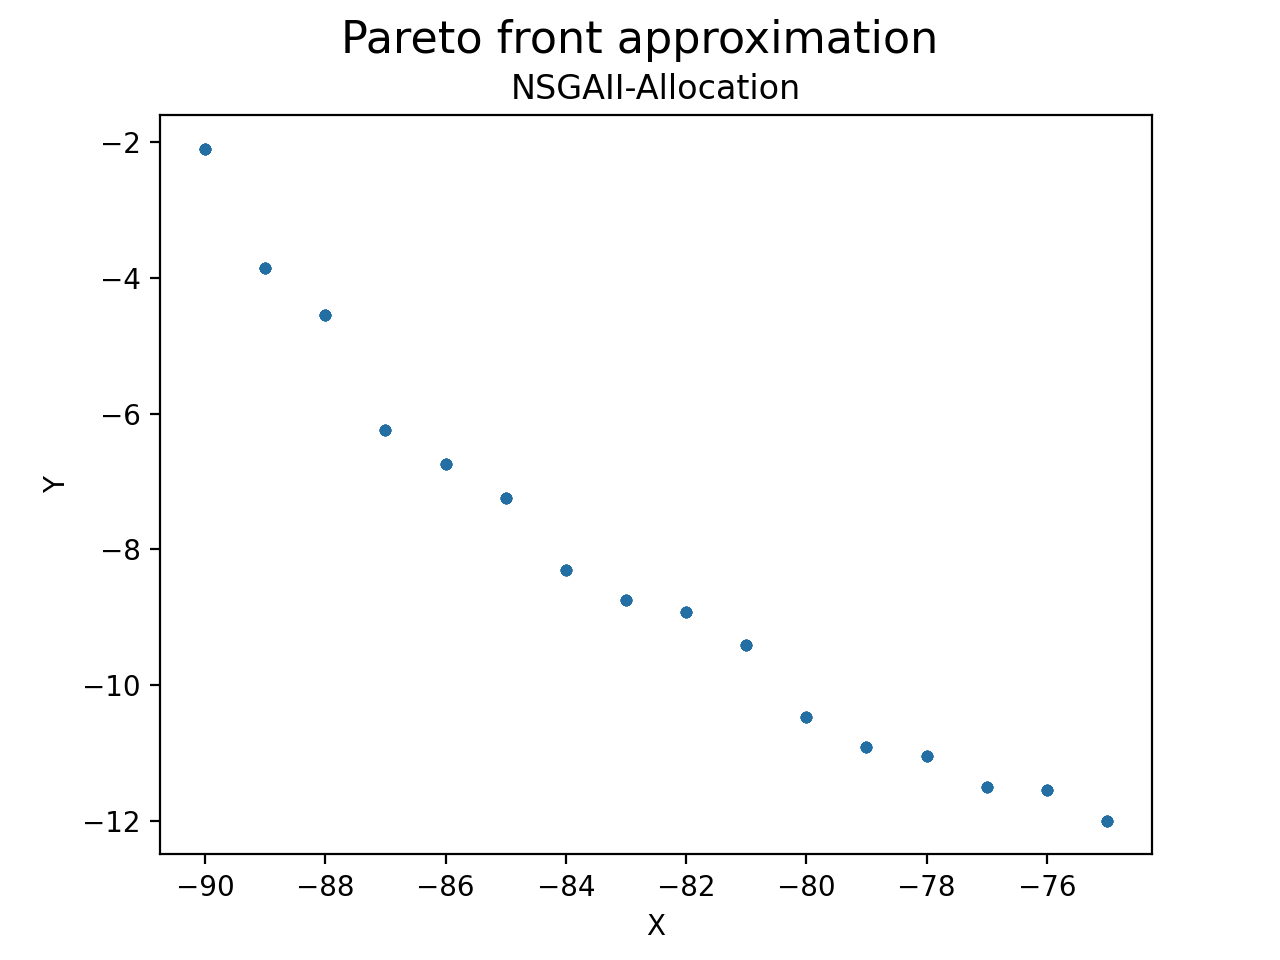 Pareto front approximation
NSGAII-Allocation
−2
−4
−6
−8
−10
−12
Y
−90 −88 −86 −84 −82 −80 −78 −76
X